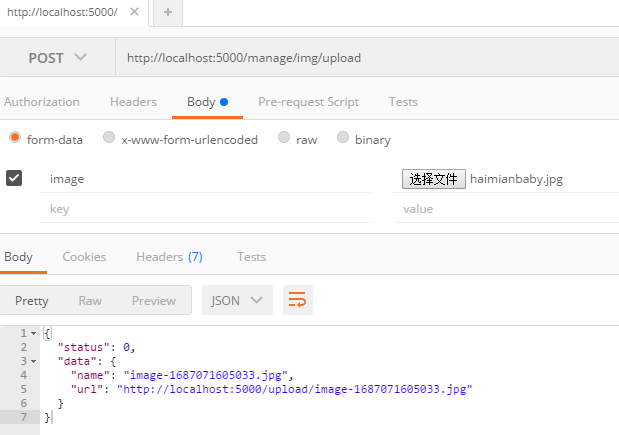 http://localhost:5000/
POST http://localhost:5000/manage/img/upload
Authorization Headers Body Pre-request Script Tests
form-data x-www-form-urlencoded raw binary
image 选择文件 haimianbaby.jpg
key value
Body Cookies Headers (7) Tests
Pretty Raw Preview JSON
1 {
2 "status": 0,
3 "data": {
4 "name": "image-1687071605033.jpg",
5 "url": "http://localhost:5000/upload/image-1687071605033.jpg"
6 }
7 }